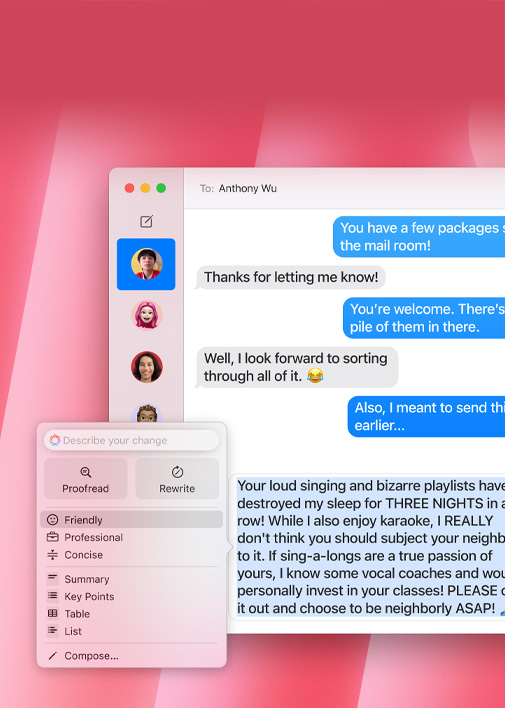 To: Anthony Wu
You have a few packages
the mail room!
Thanks for letting me know!
You're welcome. There's
pile of them in there.
Well, I look forward to sorting
through all of it. 😂
Also, I meant to send
earlier...
Describe your change
Proofread
Rewrite
Friendly
Professional
Concise
Summary
Key Points
Table
List
Compose...
Your loud singing and bizarre playlists have
destroyed my sleep for THREE NIGHTS in a
row! While I also enjoy karaoke, I REALLY
don't think you should subject your
to it. If sing-a-longs are a true passion of
yours, I know some vocal coaches and
personally invest in your classes! PLEASE
it out and choose to be neighborly ASAP!